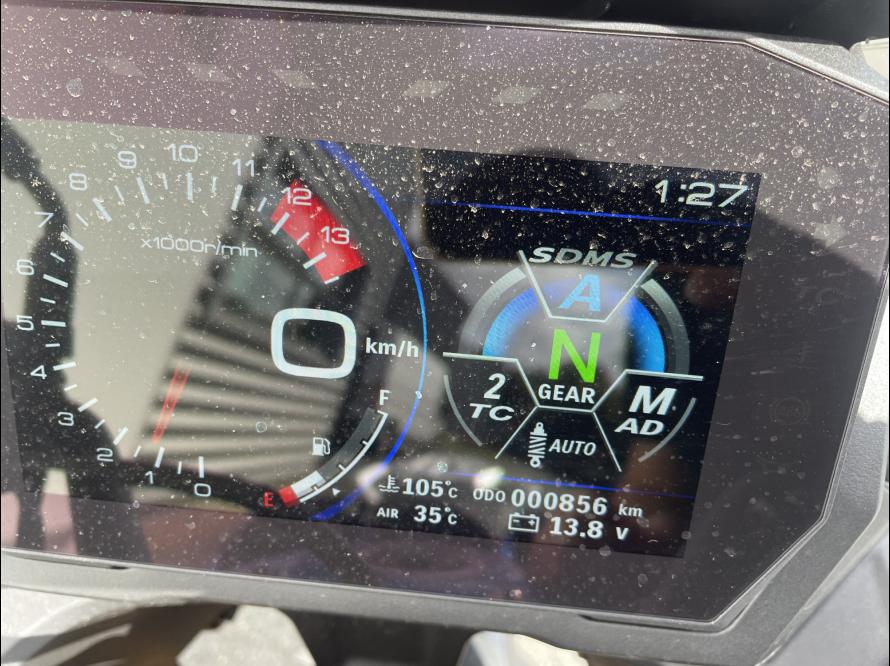 1:27
13
12
11
10
9
8
7
6
5
4
3
2
1
0
x1000r/min
0 km/h
F
E
SDMS
A
N
GEAR
2
TC
M
AD
AUTO
105°C
AIR 35°C
ODO 000856 km
13.8 V